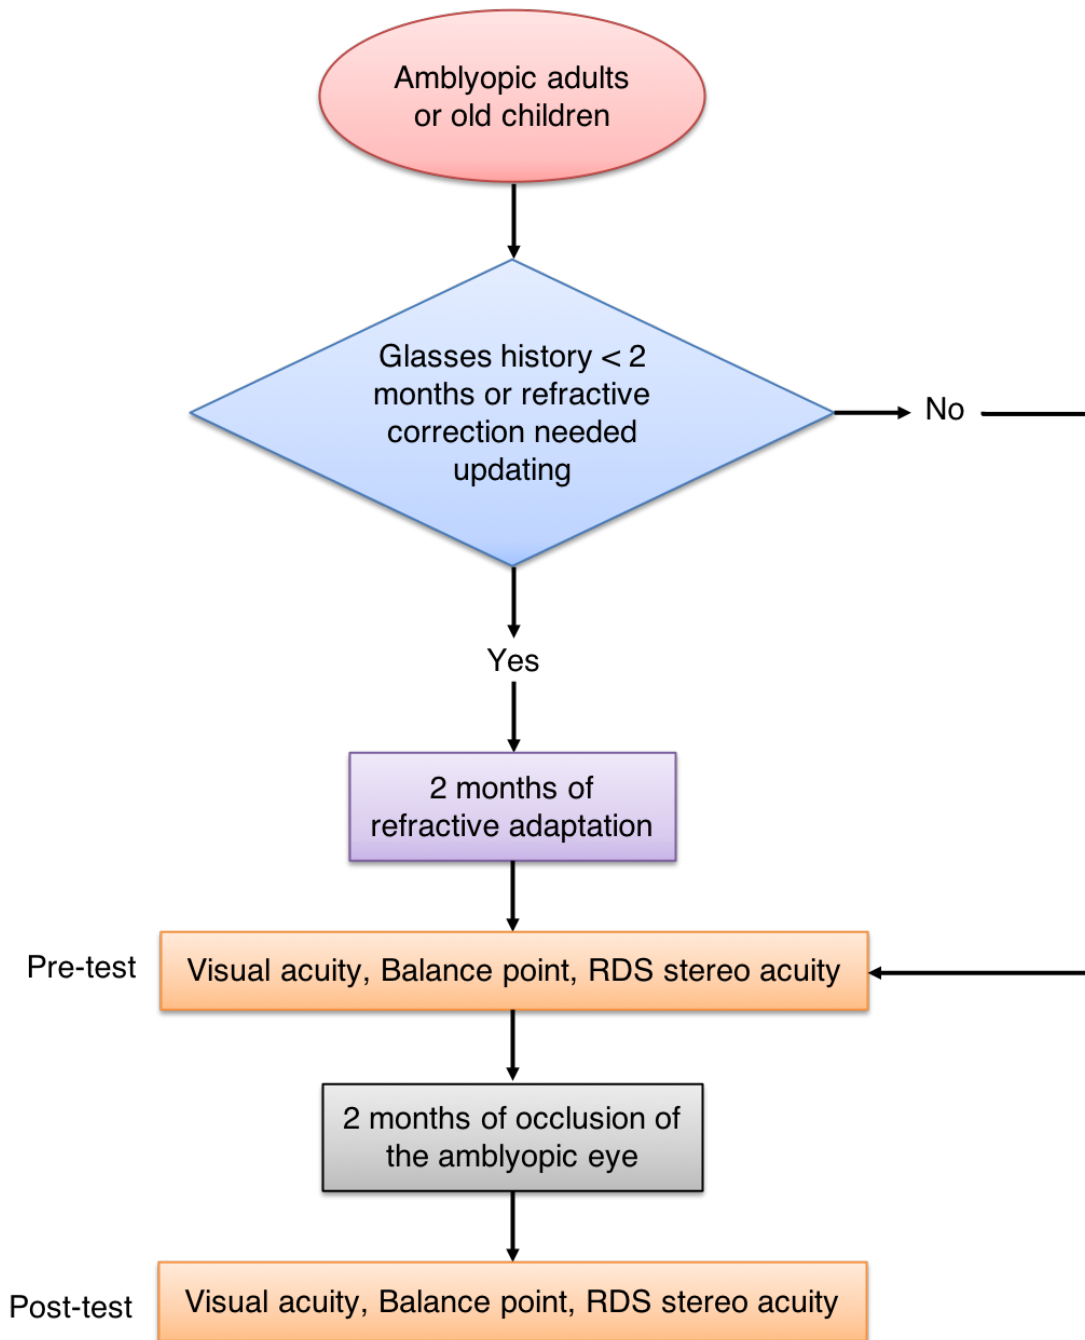 Amblyopic adults
or old children
Glasses history < 2
months or refractive
correction needed
updating
No
Yes
2 months of
refractive adaptation
Pre-test
Visual acuity, Balance point, RDS stereo acuity
2 months of occlusion of
the amblyopic eye
Post-test
Visual acuity, Balance point, RDS stereo acuity